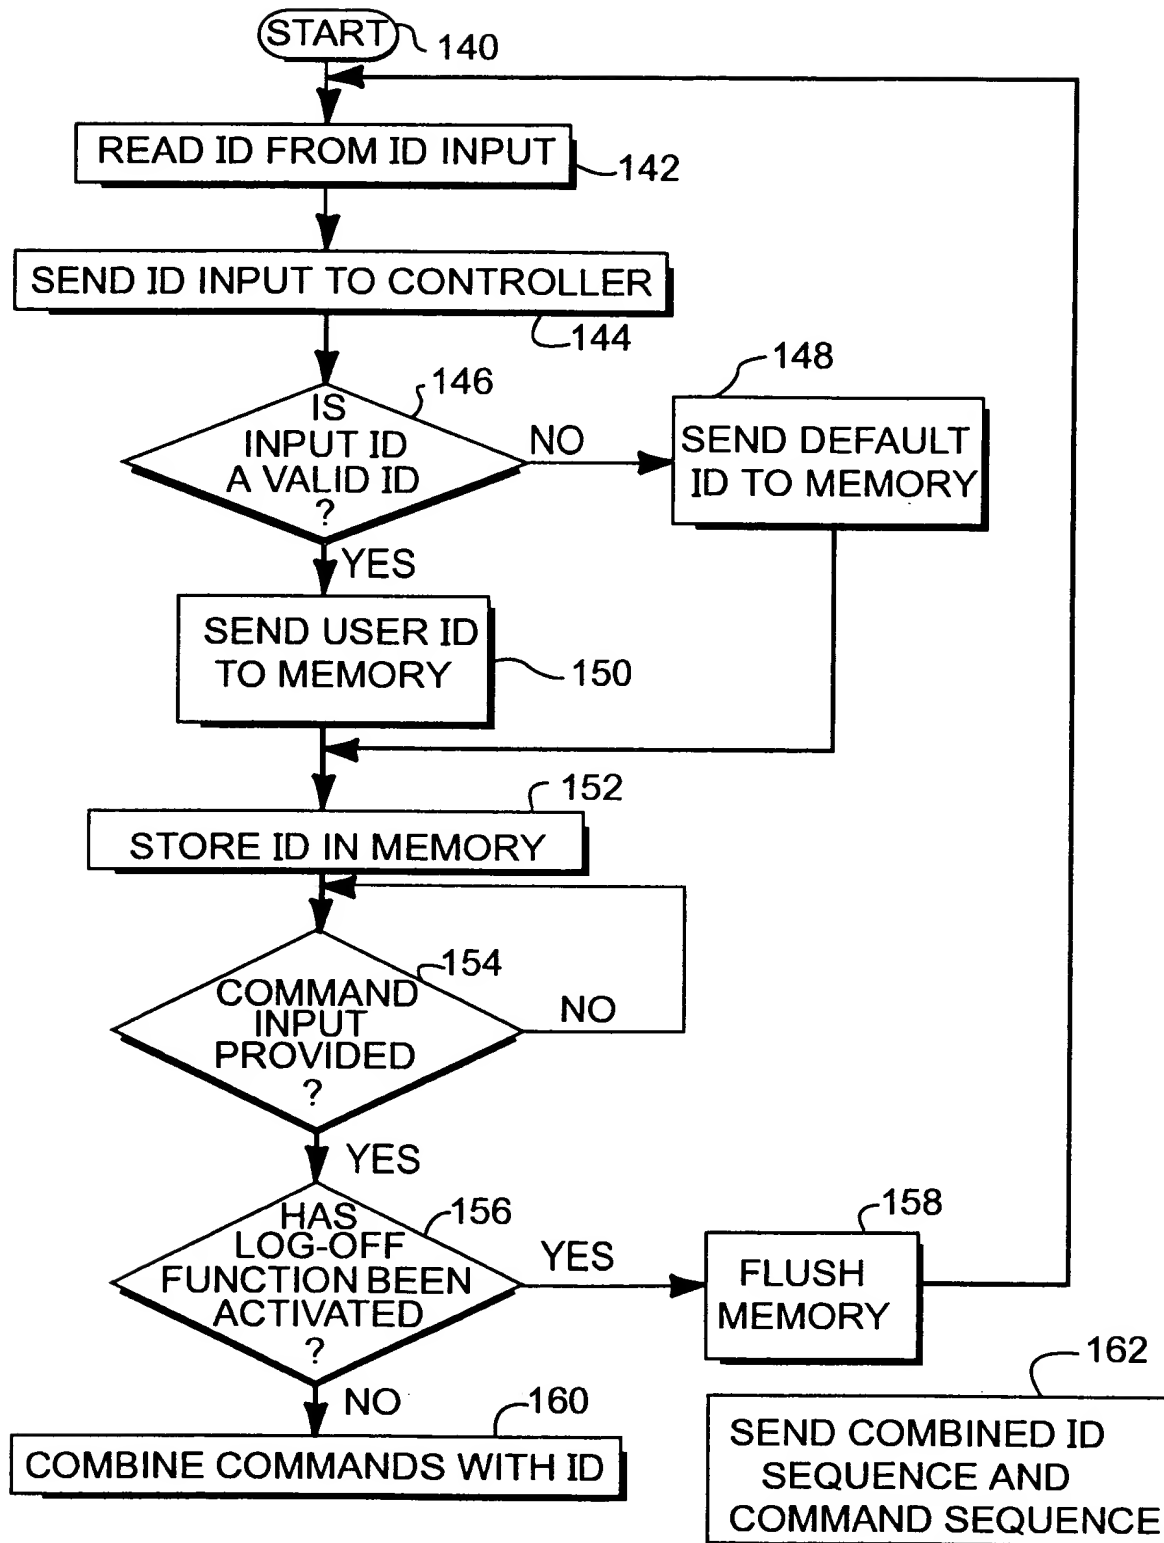 START
140
READ ID FROM ID INPUT
142
SEND ID INPUT TO CONTROLLER
144
146
IS
INPUT ID
A VALID ID
?
NO
148
SEND DEFAULT
ID TO MEMORY
YES
SEND USER ID
TO MEMORY
150
152
STORE ID IN MEMORY
154
COMMAND
INPUT
PROVIDED
?
NO
YES
156
HAS
LOG-OFF
FUNCTION BEEN
ACTIVATED
?
YES
158
FLUSH
MEMORY
NO
160
COMBINE COMMANDS WITH ID
162
SEND COMBINED ID
SEQUENCE AND
COMMAND SEQUENCE